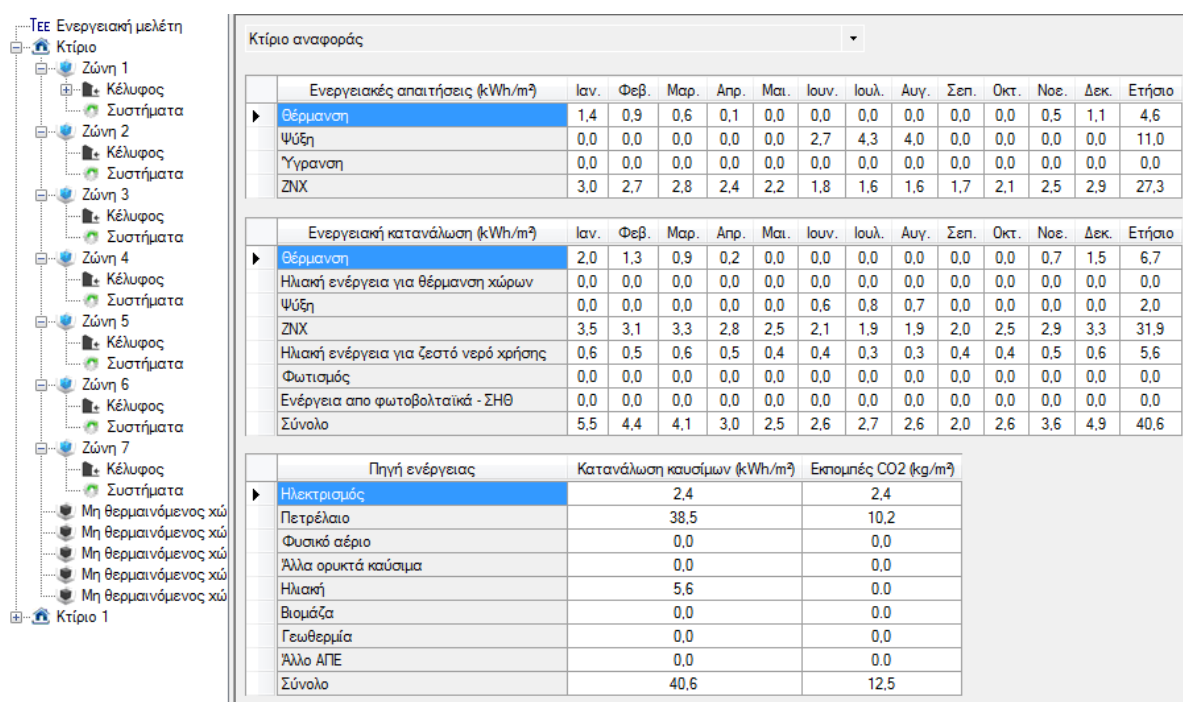 ΤΕΕ Ενεργειακή μελέτη
Κτίριο
Ζώνη 1
Κέλυφος
Συστήματα
Ζώνη 2
Κέλυφος
Συστήματα
Ζώνη 3
Κέλυφος
Συστήματα
Ζώνη 4
Κέλυφος
Συστήματα
Ζώνη 5
Κέλυφος
Συστήματα
Ζώνη 6
Κέλυφος
Συστήματα
Ζώνη 7
Κέλυφος
Συστήματα
Μη θερμαινόμενος χώ
Μη θερμαινόμενος χώ
Μη θερμαινόμενος χώ
Μη θερμαινόμενος χώ
Μη θερμαινόμενος χώ
Κτίριο 1
Κτίριο αναφοράς
Ενεργειακές απαιτήσεις (kWh/m²) Ιαν. Φεβ. Μαρ. Απρ. Μαι. Ιουν. Ιουλ. Αυγ. Σεπ. Οκτ. Νοε. Δεκ. Ετήσιο
Θέρμανση 1,4 0,9 0,6 0,1 0,0 0,0 0,0 0,0 0,0 0,0 0,5 1,1 4,6
Ψύξη 0,0 0,0 0,0 0,0 0,0 2,7 4,3 4,0 0,0 0,0 0,0 0,0 11,0
Ύγρανση 0,0 0,0 0,0 0,0 0,0 0,0 0,0 0,0 0,0 0,0 0,0 0,0 0,0
ΖΝΧ 3,0 2,7 2,8 2,4 2,2 1,8 1,6 1,6 1,7 2,1 2,5 2,9 27,3
Ενεργειακή κατανάλωση (kWh/m²) Ιαν. Φεβ. Μαρ. Απρ. Μαι. Ιουν. Ιουλ. Αυγ. Σεπ. Οκτ. Νοε. Δεκ. Ετήσιο
Θέρμανση 2,0 1,3 0,9 0,2 0,0 0,0 0,0 0,0 0,0 0,0 0,7 1,5 6,7
Ηλιακή ενέργεια για θέρμανση χώρων 0,0 0,0 0,0 0,0 0,0 0,0 0,0 0,0 0,0 0,0 0,0 0,0 0,0
Ψύξη 0,0 0,0 0,0 0,0 0,0 0,6 0,8 0,7 0,0 0,0 0,0 0,0 2,0
ΖΝΧ 3,5 3,1 3,3 2,8 2,5 2,1 1,9 1,9 2,0 2,5 2,9 3,3 31,9
Ηλιακή ενέργεια για ζεστό νερό χρήσης 0,6 0,5 0,6 0,5 0,4 0,4 0,3 0,3 0,4 0,4 0,5 0,6 5,6
Φωτισμός 0,0 0,0 0,0 0,0 0,0 0,0 0,0 0,0 0,0 0,0 0,0 0,0 0,0
Ενέργεια απο φωτοβολταϊκά - ΣΗΘ 0,0 0,0 0,0 0,0 0,0 0,0 0,0 0,0 0,0 0,0 0,0 0,0 0,0
Σύνολο 5,5 4,4 4,1 3,0 2,5 2,6 2,7 2,6 2,0 2,6 3,6 4,9 40,6
Πηγή ενέργειας Κατανάλωση καυσίμων (kWh/m²) Εκπομπές CO2 (kg/m²)
Ηλεκτρισμός 2,4 2,4
Πετρέλαιο 38,5 10,2
Φυσικό αέριο 0,0 0,0
Άλλα ορυκτά καύσιμα 0,0 0,0
Ηλιακή 5,6 0.0
Βιομάζα 0,0 0.0
Γεωθερμία 0,0 0,0
Άλλο ΑΠΕ 0,0 0.0
Σύνολο 40,6 12,5